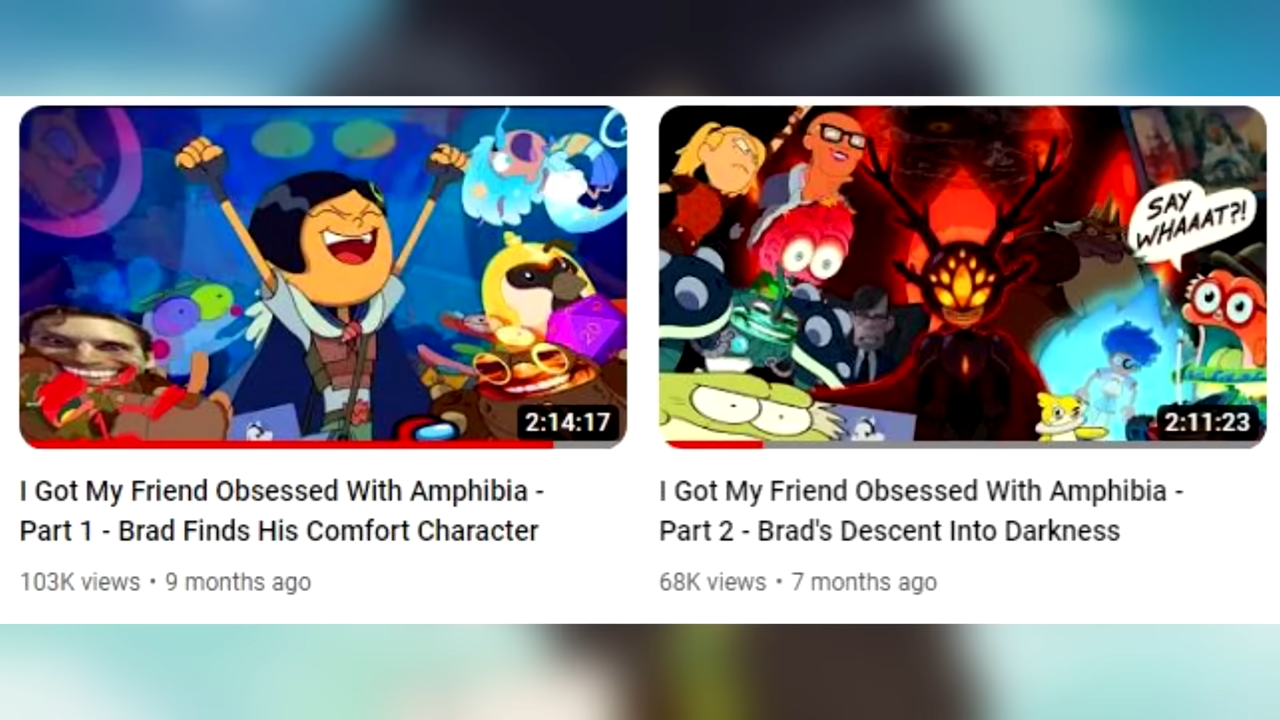 SAY
WHAAAT?!
20
2:14:17
2:11:23
I Got My Friend Obsessed With Amphibia -
Part 1 - Brad Finds His Comfort Character
103K views • 9 months ago
I Got My Friend Obsessed With Amphibia -
Part 2 - Brad's Descent Into Darkness
68K views • 7 months ago